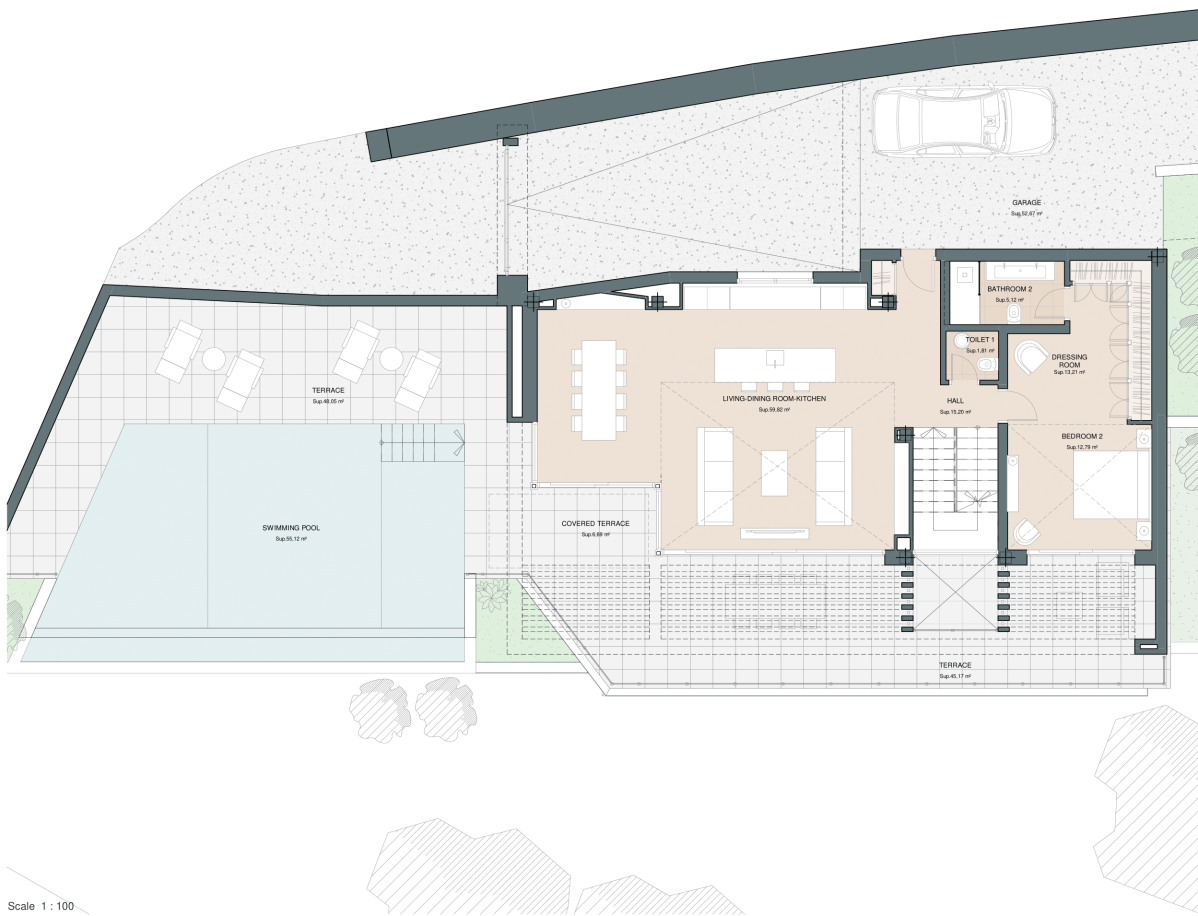 GARAGE
Sup.52,67 m²
BATHROOM 2
Sup.5,12 m²
TOILET 1
Sup.1,81 m²
DRESSING
ROOM
Sup.13,21 m²
TERRACE
Sup.48,05 m²
LIVING-DINING ROOM-KITCHEN
Sup.59,82 m²
HALL
Sup.15,20 m²
BEDROOM 2
Sup.12,79 m²
SWIMMING POOL
Sup.55,12 m²
COVERED TERRACE
Sup.6,69 m²
TERRACE
Sup.45,17 m²
Scale 1 : 100